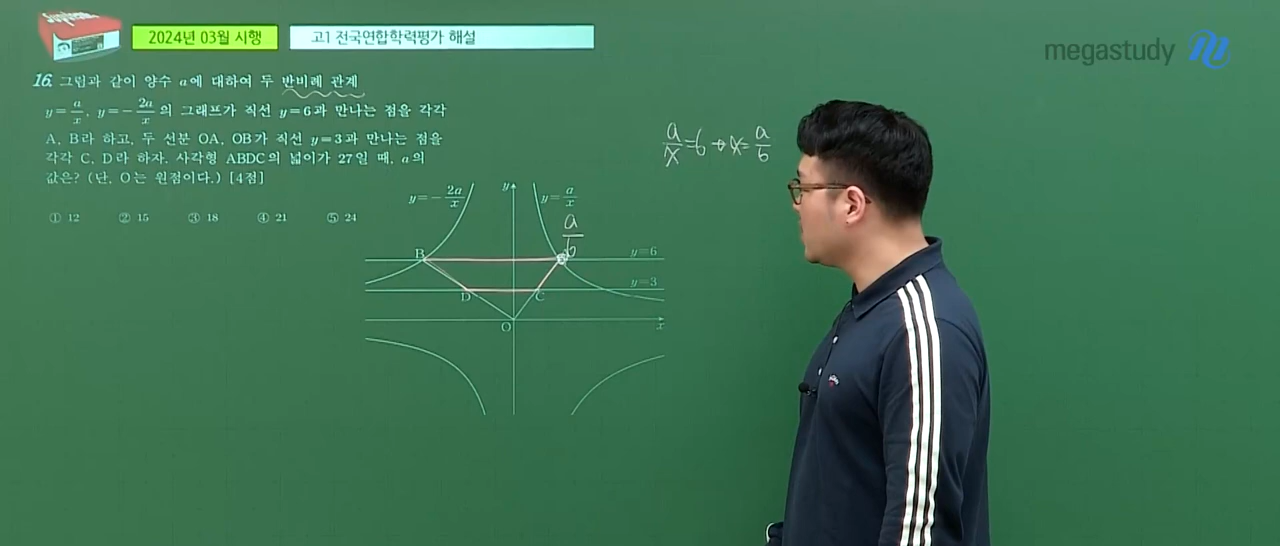 2024년 03월 시행
고1 전국연합학력평가 해설
megastudy
16. 그림과 같이 양수 a에 대하여 두 반비례 관계
y=a/x, y=-2a/x의 그래프가 직선 y=6과 만나는 점을 각각
A, B라 하고, 두 선분 OA, OB가 직선 y=3과 만나는 점을
각각 C, D라 하자. 사각형 ABDC의 넓이가 27일 때, a의
값은? (단, O는 원점이다.) [4점]
① 12 ② 15 ③ 18 ④ 21 ⑤ 24
a/x=6→x=a/6
y=-2a/x
y
y=a/x
a/6
B
y=6
D
C
y=3
O
x